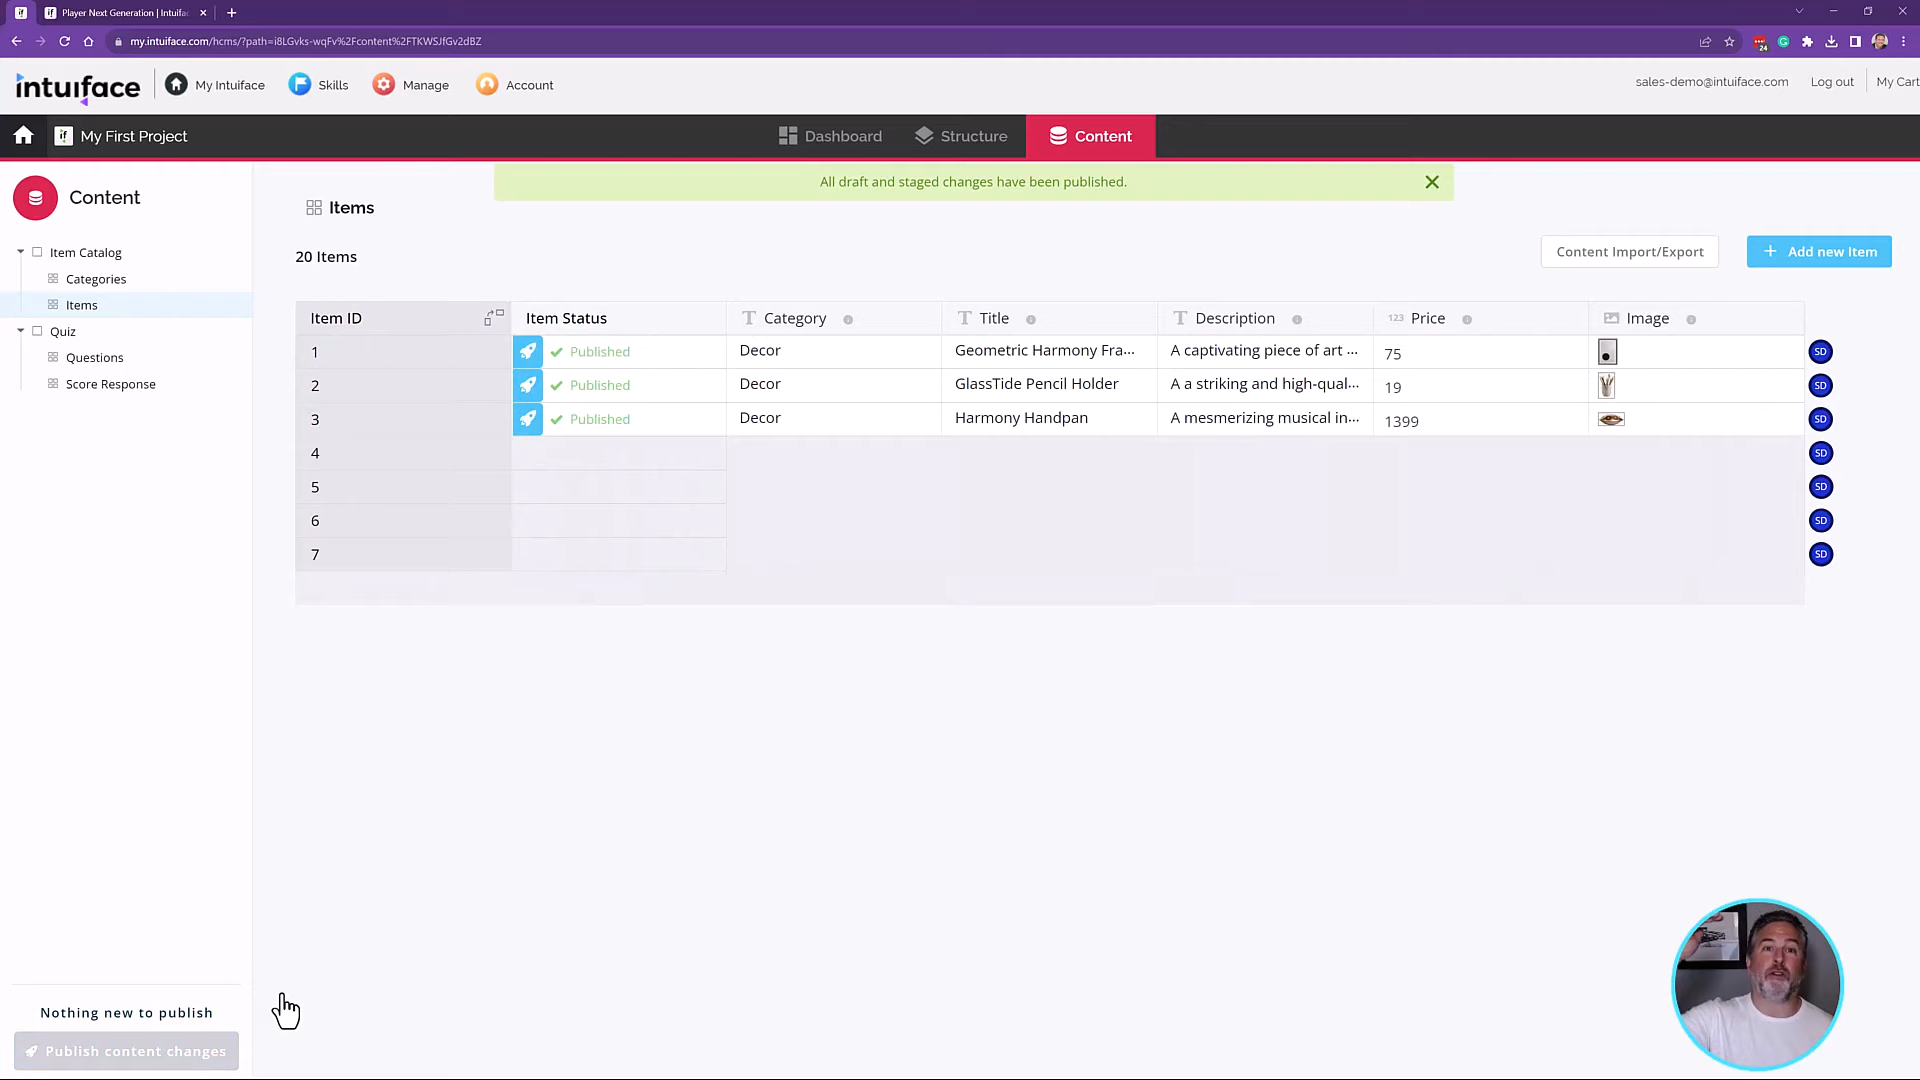 Player Next Generation | Intuifac
my.intuiface.com/hcms/?path=i8LGvks-wqFv%2Fcontent%2FTKWSJfGv2dBZ
24
intuiface
My Intuiface
Skills
Manage
Account
sales-demo@intuiface.com
Log out
My Cart
if
My First Project
Dashboard
Structure
Content
All draft and staged changes have been published.
Content
Item Catalog
Categories
Items
Quiz
Questions
Score Response
Items
20 Items
Content Import/Export
+ Add new Item
Item ID Item Status Category Title Description 123 Price Image
1 Published Decor Geometric Harmony Fra... A captivating piece of art ... 75 SD
2 Published Decor GlassTide Pencil Holder A a striking and high-qual... 19 SD
3 Published Decor Harmony Handpan A mesmerizing musical in... 1399 SD
4 SD
5 SD
6 SD
7 SD
Nothing new to publish
Publish content changes